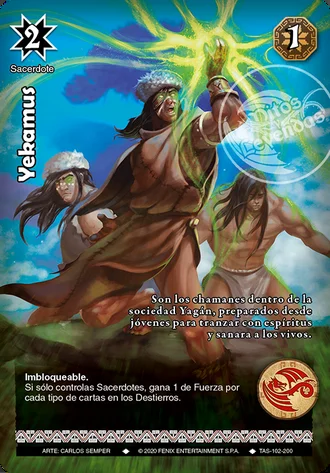 2
1
Sacerdote
Yekamus
Mitos y Leyendas
Son los chamanes dentro de la
sociedad Yagán, preparados desde
jóvenes para tranzar con espíritus
y sanara a los vivos.
Imbloqueable.
Si sólo controlas Sacerdotes, gana 1 de Fuerza por
cada tipo de cartas en los Destierros.
ARTE: CARLOS SEMPER ◆ ©2020 FENIX ENTERTAINMENT S.P.A. ◆ TAS-102-200